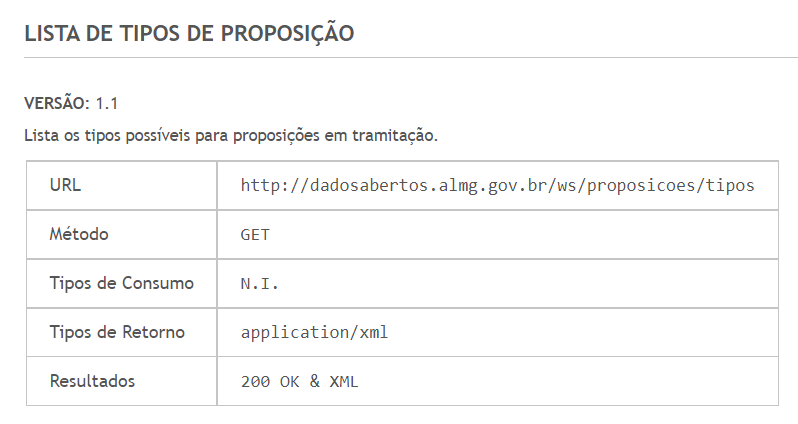 LISTA DE TIPOS DE PROPOSIÇÃO
VERSÃO: 1.1
Lista os tipos possíveis para proposições em tramitação.
URL http://dadosabertos.almg.gov.br/ws/proposicoes/tipos
Método GET
Tipos de Consumo N.I.
Tipos de Retorno application/xml
Resultados 200 OK & XML